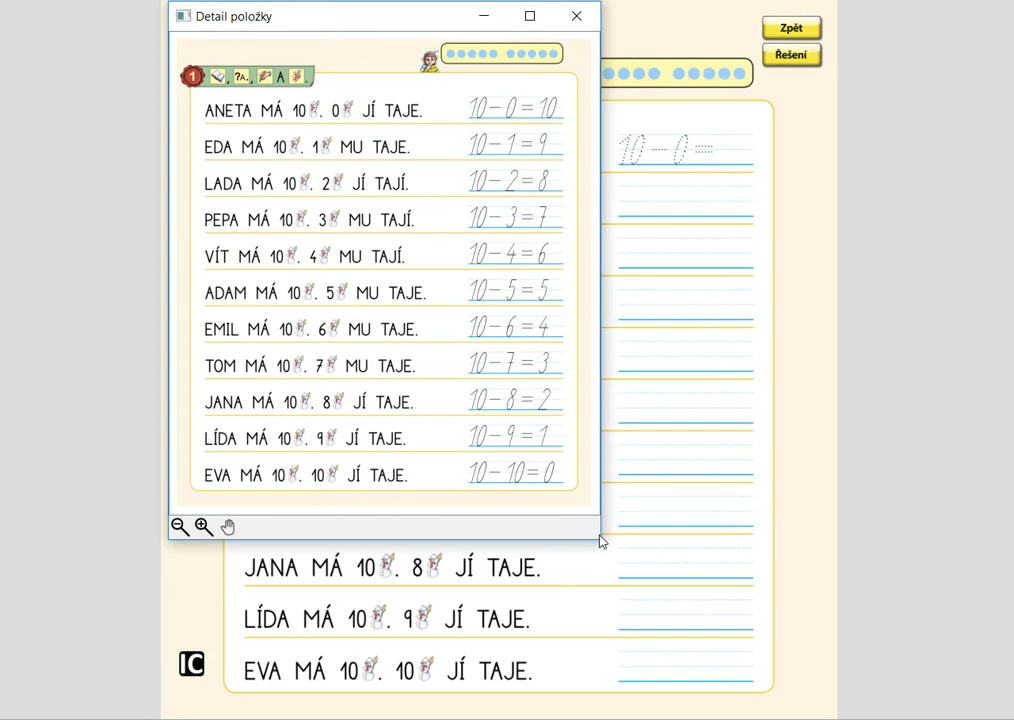 Detail položky
1 , ?A., A .
ANETA MÁ 10 . 0 JÍ TAJE. 10 − 0 = 10
EDA MÁ 10 . 1 MU TAJE. 10 − 1 = 9
LADA MÁ 10 . 2 JÍ TAJÍ. 10 − 2 = 8
PEPA MÁ 10 . 3 MU TAJÍ. 10 − 3 = 7
VÍT MÁ 10 . 4 MU TAJÍ. 10 − 4 = 6
ADAM MÁ 10 . 5 MU TAJE. 10 − 5 = 5
EMIL MÁ 10 . 6 MU TAJE. 10 − 6 = 4
TOM MÁ 10 . 7 MU TAJE. 10 − 7 = 3
JANA MÁ 10 . 8 JÍ TAJE. 10 − 8 = 2
LÍDA MÁ 10 . 9 JÍ TAJE. 10 − 9 = 1
EVA MÁ 10 . 10 JÍ TAJE. 10 − 10 = 0
Zpět
Řešení
10 − 0 =
JANA MÁ 10 . 8 JÍ TAJE.
LÍDA MÁ 10 . 9 JÍ TAJE.
EVA MÁ 10 . 10 JÍ TAJE.
IC